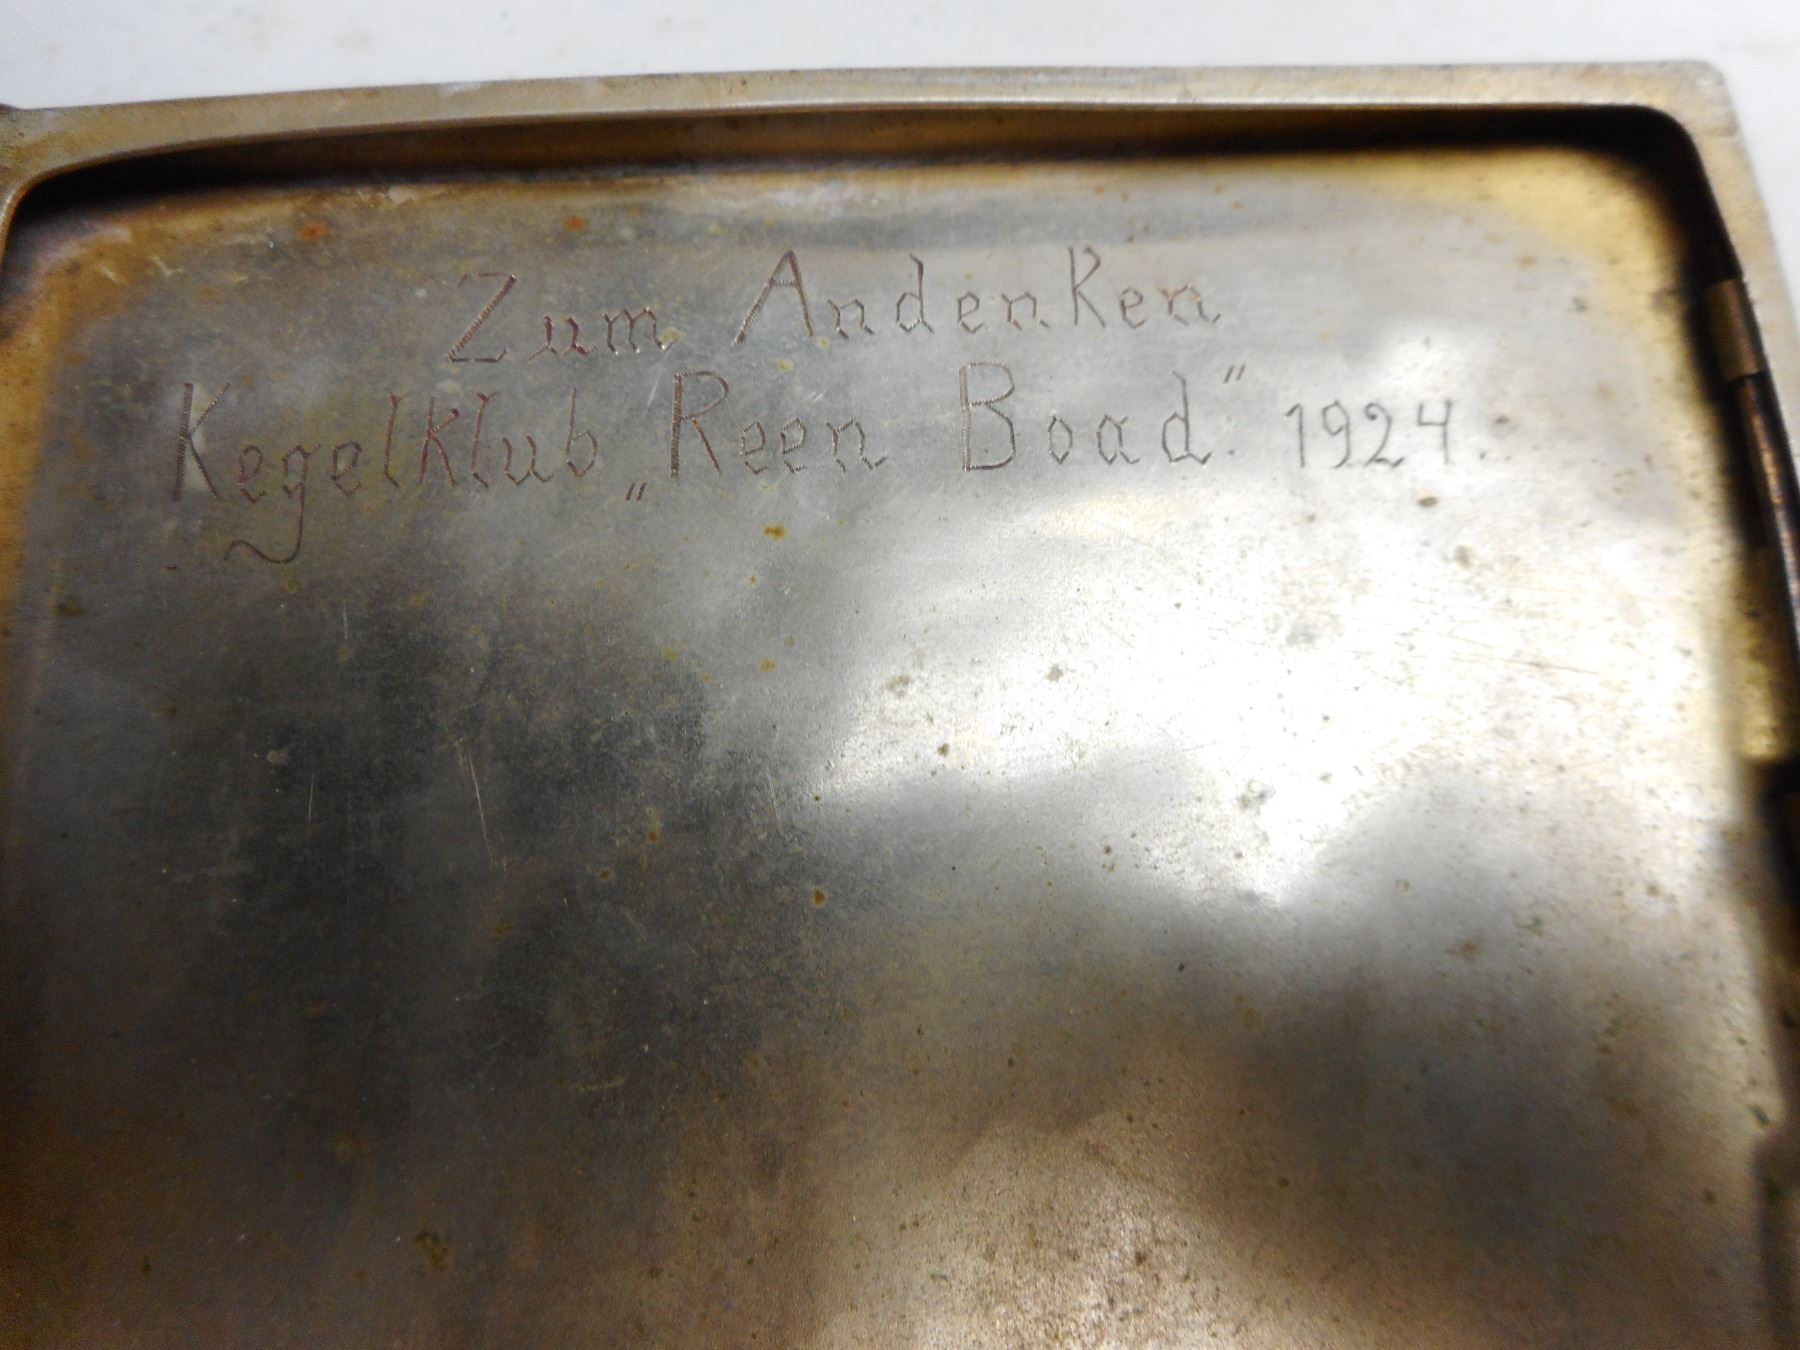 Zum Andenken
Kegelklub „Reen Boad" 1924.